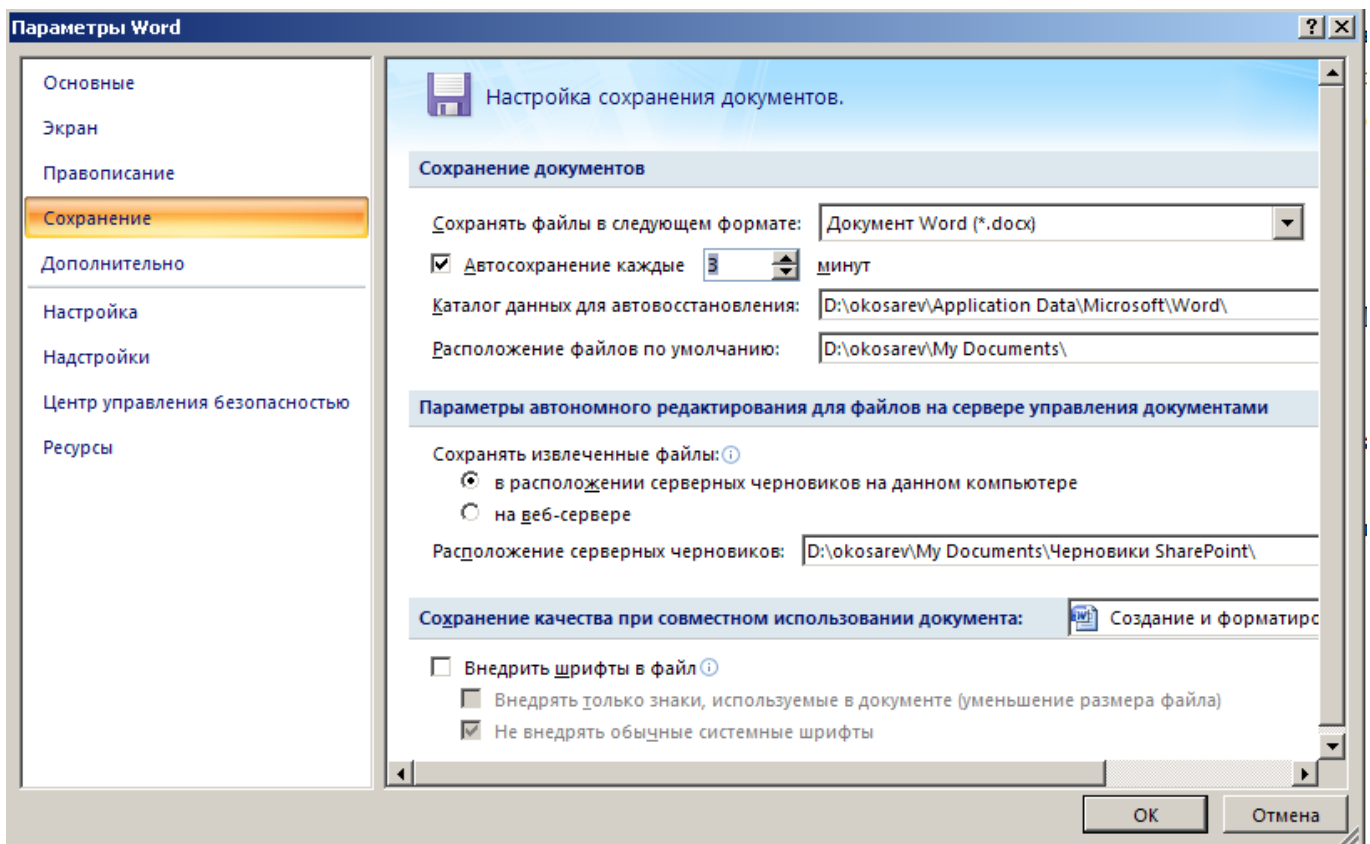 Параметры Word
Основные
Экран
Правописание
Сохранение
Дополнительно
Настройка
Надстройки
Центр управления безопасностью
Ресурсы
Настройка сохранения документов.
Сохранение документов
Сохранять файлы в следующем формате: Документ Word (*.docx)
Автосохранение каждые 3 минут
Каталог данных для автовосстановления: D:\okosarev\Application Data\Microsoft\Word\
Расположение файлов по умолчанию: D:\okosarev\My Documents\
Параметры автономного редактирования для файлов на сервере управления документами
Сохранять извлеченные файлы:
в расположении серверных черновиков на данном компьютере
на веб-сервере
Расположение серверных черновиков: D:\okosarev\My Documents\Черновики SharePoint\
Сохранение качества при совместном использовании документа: Создание и форматиро
Внедрить шрифты в файл
Внедрять только знаки, используемые в документе (уменьшение размера файла)
Не внедрять обычные системные шрифты
ОК Отмена